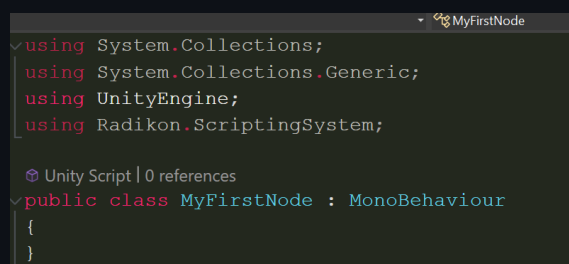 MyFirstNode
using System.Collections;
using System.Collections.Generic;
using UnityEngine;
using Radikon.ScriptingSystem;
Unity Script | 0 references
public class MyFirstNode : MonoBehaviour
{
}